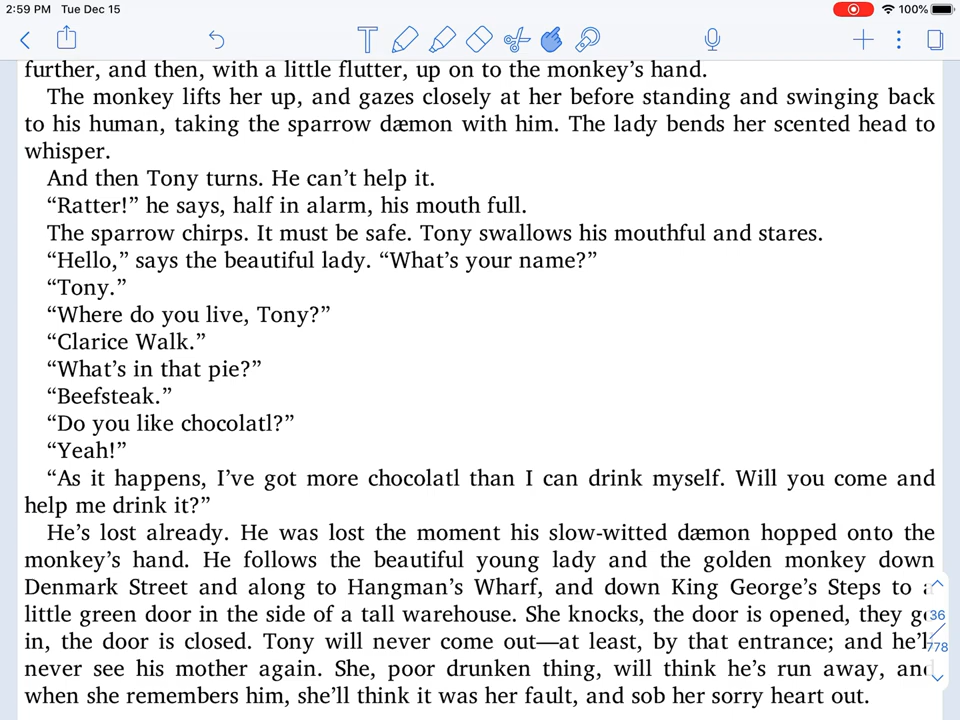 2:59 PM Tue Dec 15
100%
further, and then, with a little flutter, up on to the monkey’s hand.
The monkey lifts her up, and gazes closely at her before standing and swinging back
to his human, taking the sparrow dæmon with him. The lady bends her scented head to
whisper.
And then Tony turns. He can’t help it.
“Ratter!” he says, half in alarm, his mouth full.
The sparrow chirps. It must be safe. Tony swallows his mouthful and stares.
“Hello,” says the beautiful lady. “What’s your name?”
“Tony.”
“Where do you live, Tony?”
“Clarice Walk.”
“What’s in that pie?”
“Beefsteak.”
“Do you like chocolatl?”
“Yeah!”
“As it happens, I’ve got more chocolatl than I can drink myself. Will you come and
help me drink it?”
He’s lost already. He was lost the moment his slow-witted dæmon hopped onto the
monkey’s hand. He follows the beautiful young lady and the golden monkey down
Denmark Street and along to Hangman’s Wharf, and down King George’s Steps to a
little green door in the side of a tall warehouse. She knocks, the door is opened, they go
in, the door is closed. Tony will never come out—at least, by that entrance; and he’ll
never see his mother again. She, poor drunken thing, will think he’s run away, and
when she remembers him, she’ll think it was her fault, and sob her sorry heart out.
36
778